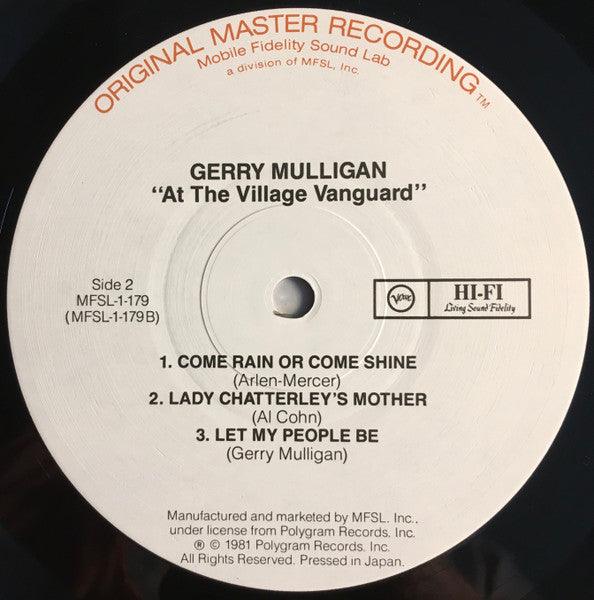 ORIGINAL MASTER RECORDING™
Mobile Fidelity Sound Lab
a division of MFSL, Inc.
GERRY MULLIGAN
"At The Village Vanguard"
Side 2
MFSL-1-179
(MFSL-1-179B)
Verve
HI-FI
Living Sound Fidelity
1. COME RAIN OR COME SHINE
(Arlen-Mercer)
2. LADY CHATTERLEY'S MOTHER
(Al Cohn)
3. LET MY PEOPLE BE
(Gerry Mulligan)
Manufactured and marketed by MFSL, Inc.,
under license from Polygram Records, Inc.
℗ © 1981 Polygram Records, Inc.
All Rights Reserved. Pressed in Japan.